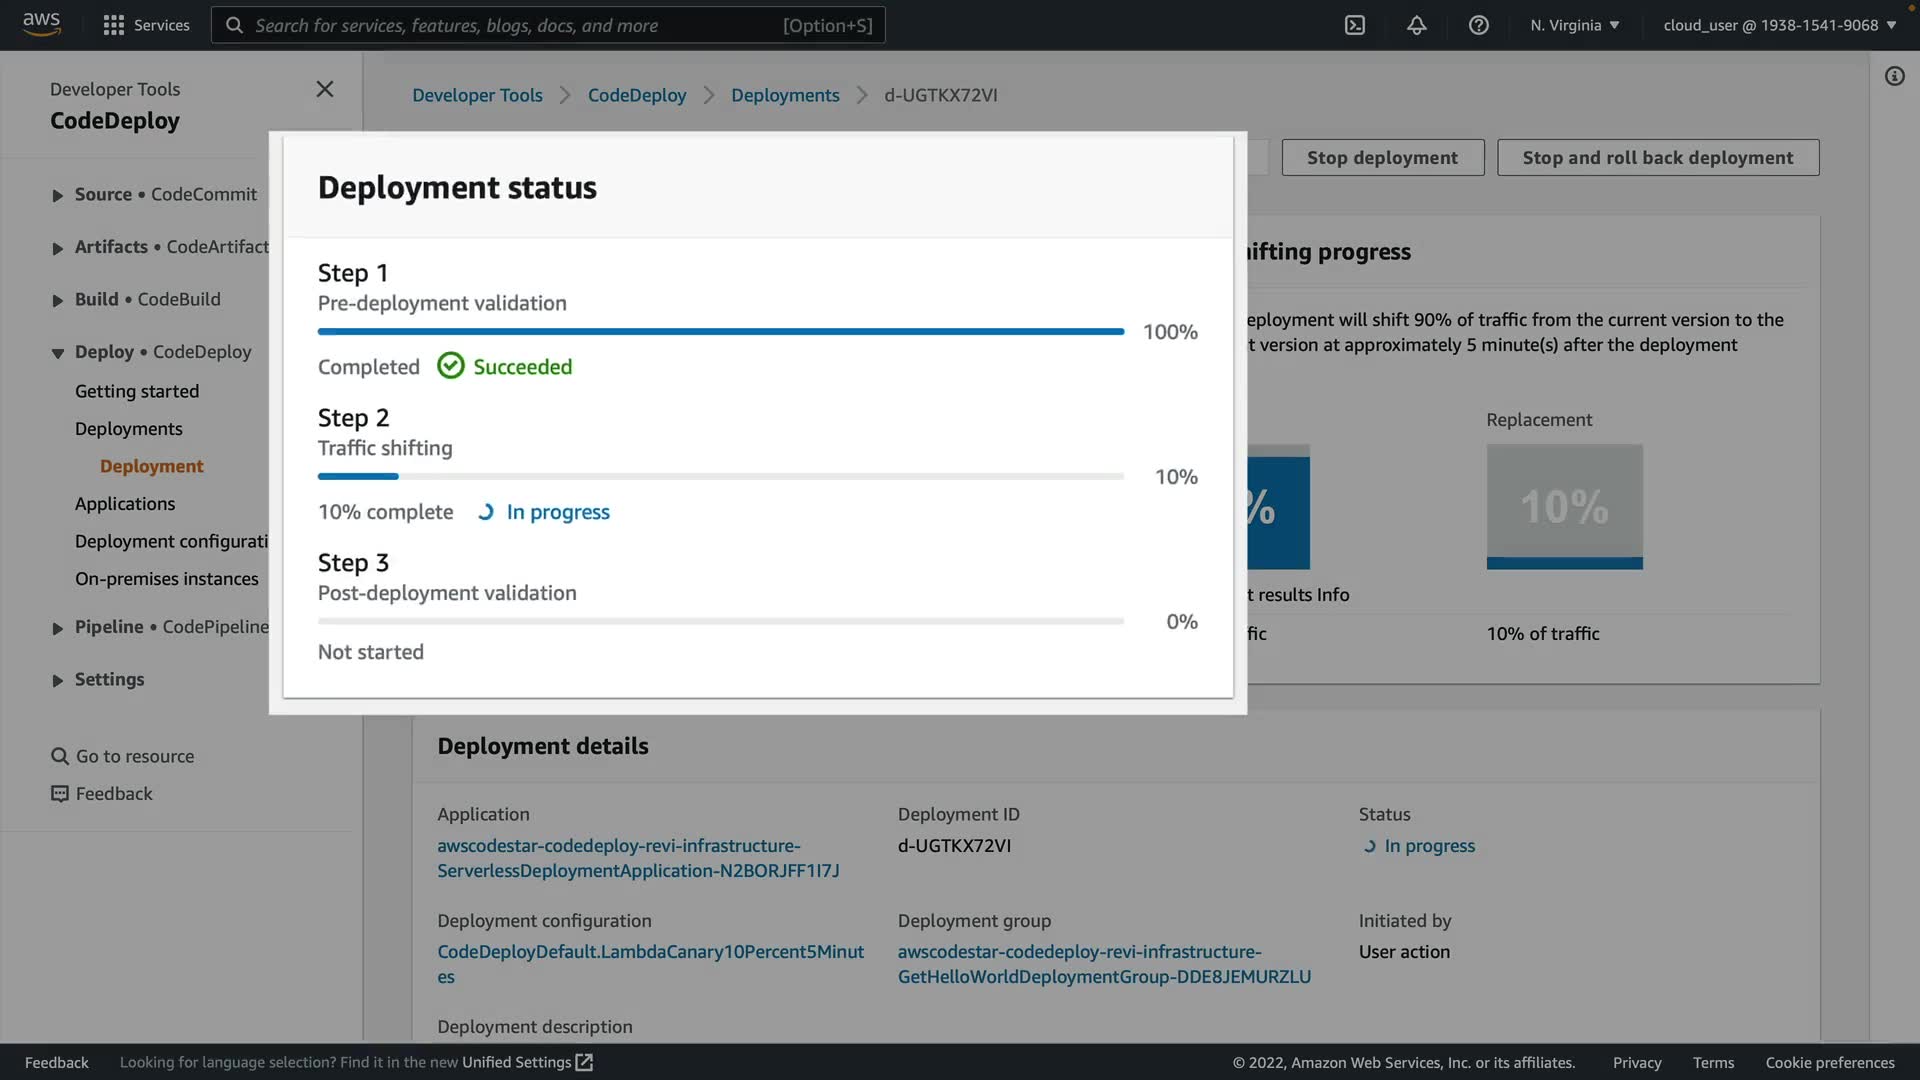 aws
Services
Search for services, features, blogs, docs, and more
[Option+S]
N. Virginia
cloud_user @ 1938-1541-9068
Developer Tools
CodeDeploy
Source • CodeCommit
Artifacts • CodeArtifact
Build • CodeBuild
Deploy • CodeDeploy
Getting started
Deployments
Deployment
Applications
Deployment configurati
On-premises instances
Pipeline • CodePipeline
Settings
Go to resource
Feedback
Developer Tools
CodeDeploy
Deployments
d-UGTKX72VI
Stop deployment
Stop and roll back deployment
Deployment status
Step 1
Pre-deployment validation
100%
Completed
Succeeded
Step 2
Traffic shifting
10%
10% complete
In progress
Step 3
Post-deployment validation
0%
Not started
ifting progress
eployment will shift 90% of traffic from the current version to the
t version at approximately 5 minute(s) after the deployment
Replacement
%
10%
t results Info
fic
10% of traffic
Deployment details
Application
awscodestar-codedeploy-revi-infrastructure-
ServerlessDeploymentApplication-N2BORJFF1I7J
Deployment ID
d-UGTKX72VI
Status
In progress
Deployment configuration
CodeDeployDefault.LambdaCanary10Percent5Minut
es
Deployment group
awscodestar-codedeploy-revi-infrastructure-
GetHelloWorldDeploymentGroup-DDE8JEMURZLU
Initiated by
User action
Deployment description
Feedback
Looking for language selection? Find it in the new Unified Settings
© 2022, Amazon Web Services, Inc. or its affiliates.
Privacy
Terms
Cookie preferences